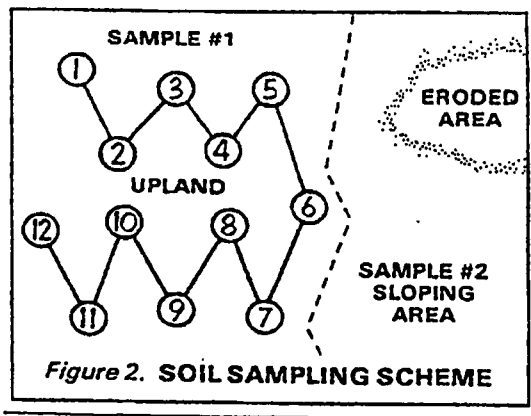 SAMPLE #1
1
3
5
2
4
UPLAND
6
12
10
8
11
9
7
ERODED
AREA
SAMPLE #2
SLOPING
AREA
Figure 2. SOIL SAMPLING SCHEME